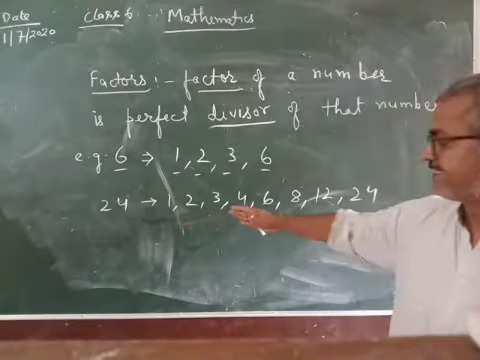 Date Class 6 Mathematics
1/7/2020
Factors :- factor of a number
is perfect divisor of that number
e.g. 6 ⇒ 1, 2, 3, 6
24 → 1, 2, 3, 4, 6, 8, 12, 24